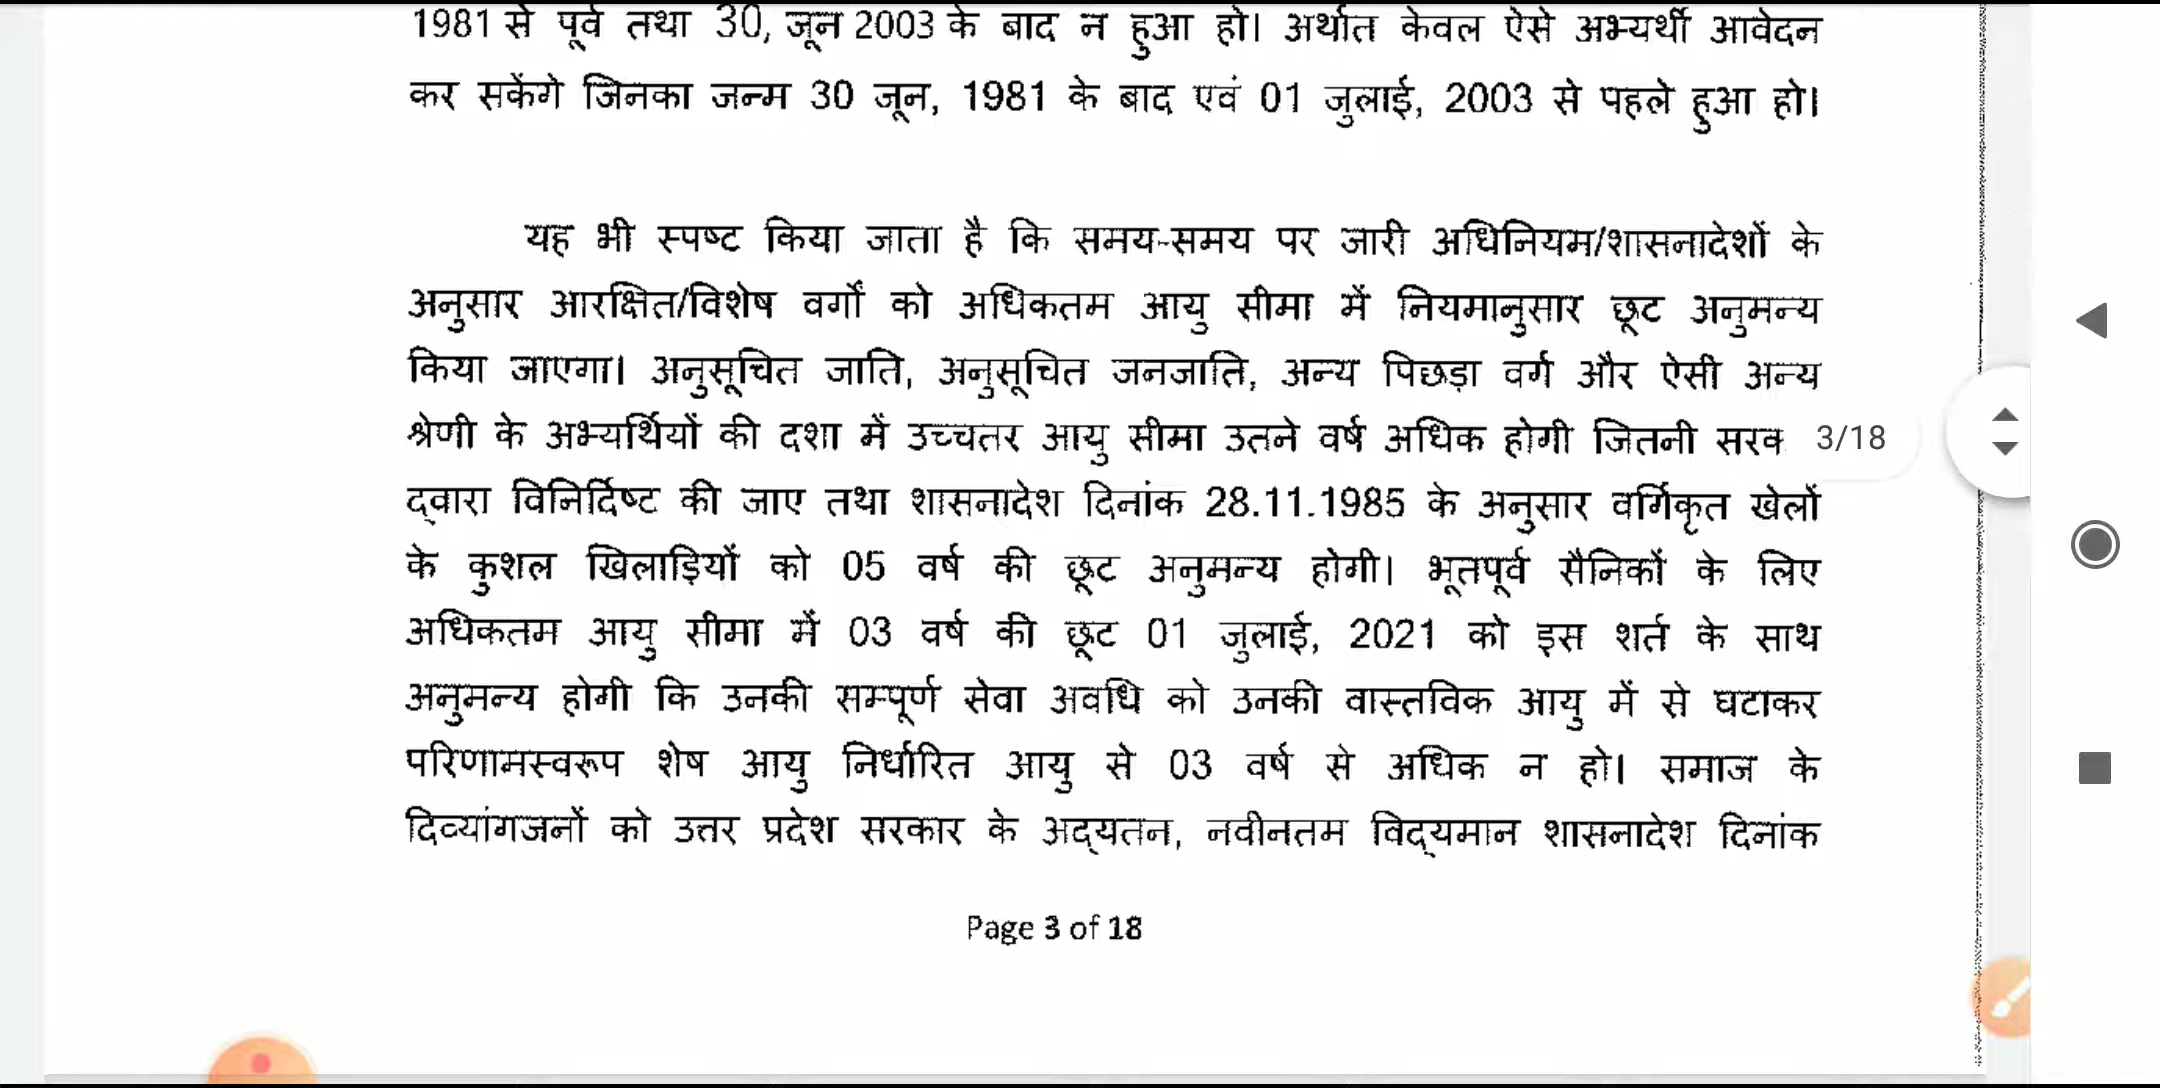 1981 से पूर्व तथा 30, जून 2003 के बाद न हुआ हो। अर्थात केवल ऐसे अभ्यर्थी आवेदन
कर सकेंगे जिनका जन्म 30 जून, 1981 के बाद एवं 01 जुलाई, 2003 से पहले हुआ हो।
यह भी स्पष्ट किया जाता है कि समय-समय पर जारी अधिनियम/शासनादेशों के
अनुसार आरक्षित/विशेष वर्गों को अधिकतम आयु सीमा में नियमानुसार छूट अनुमन्य
किया जाएगा। अनुसूचित जाति, अनुसूचित जनजाति, अन्य पिछड़ा वर्ग और ऐसी अन्य
श्रेणी के अभ्यर्थियों की दशा में उच्चतर आयु सीमा उतने वर्ष अधिक होगी जितनी सरक
3/18
द्वारा विनिर्दिष्ट की जाए तथा शासनादेश दिनांक 28.11.1985 के अनुसार वर्गिकृत खेलों
के कुशल खिलाड़ियों को 05 वर्ष की छूट अनुमन्य होगी। भूतपूर्व सैनिकों के लिए
अधिकतम आयु सीमा में 03 वर्ष की छूट 01 जुलाई, 2021 को इस शर्त के साथ
अनुमन्य होगी कि उनकी सम्पूर्ण सेवा अवधि को उनकी वास्तविक आयु में से घटाकर
परिणामस्वरूप शेष आयु निर्धारित आयु से 03 वर्ष से अधिक न हो। समाज के
दिव्यांगजनों को उत्तर प्रदेश सरकार के अद्यतन, नवीनतम विद्यमान शासनादेश दिनांक
Page 3 of 18